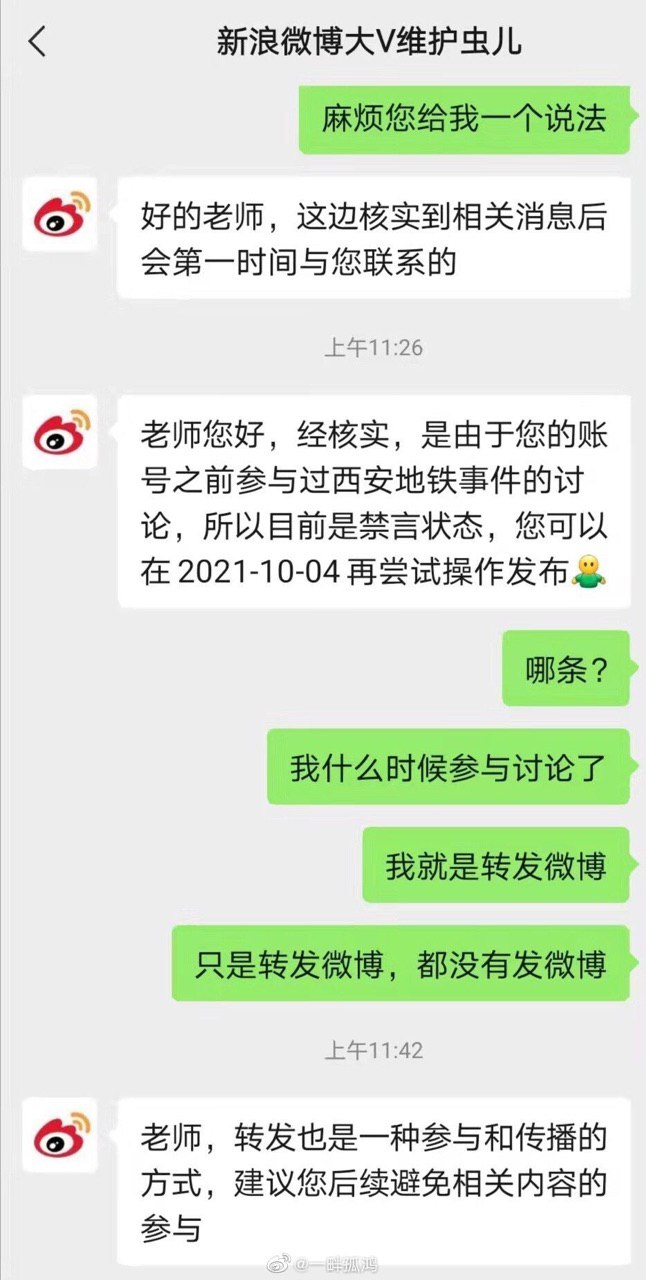 新浪微博大V维护虫儿
麻烦您给我一个说法
好的老师，这边核实到相关消息后
会第一时间与您联系的
上午11:26
老师您好，经核实，是由于您的账
号之前参与过西安地铁事件的讨
论，所以目前是禁言状态，您可以
在2021-10-04再尝试操作发布
哪条？
我什么时候参与讨论了
我就是转发微博
只是转发微博，都没有发微博
上午11:42
老师，转发也是一种参与和传播的
方式，建议您后续避免相关内容的
参与
@一畔孤鸿